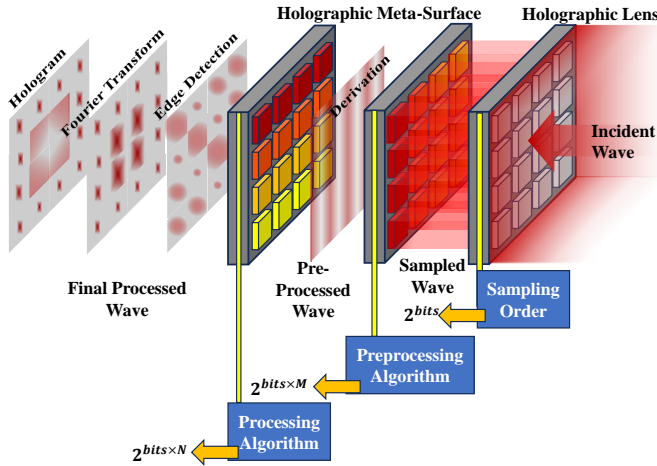 Holographic Meta-Surface
Holographic Lens
Hologram
Fourier Transform
Edge Detection
Derivation
Incident
Wave
Final Processed
Wave
Pre-
Processed
Wave
Sampled
Wave
Sampling
Order
2^{bits}
Preprocessing
Algorithm
2^{bits×M}
Processing
Algorithm
2^{bits×N}